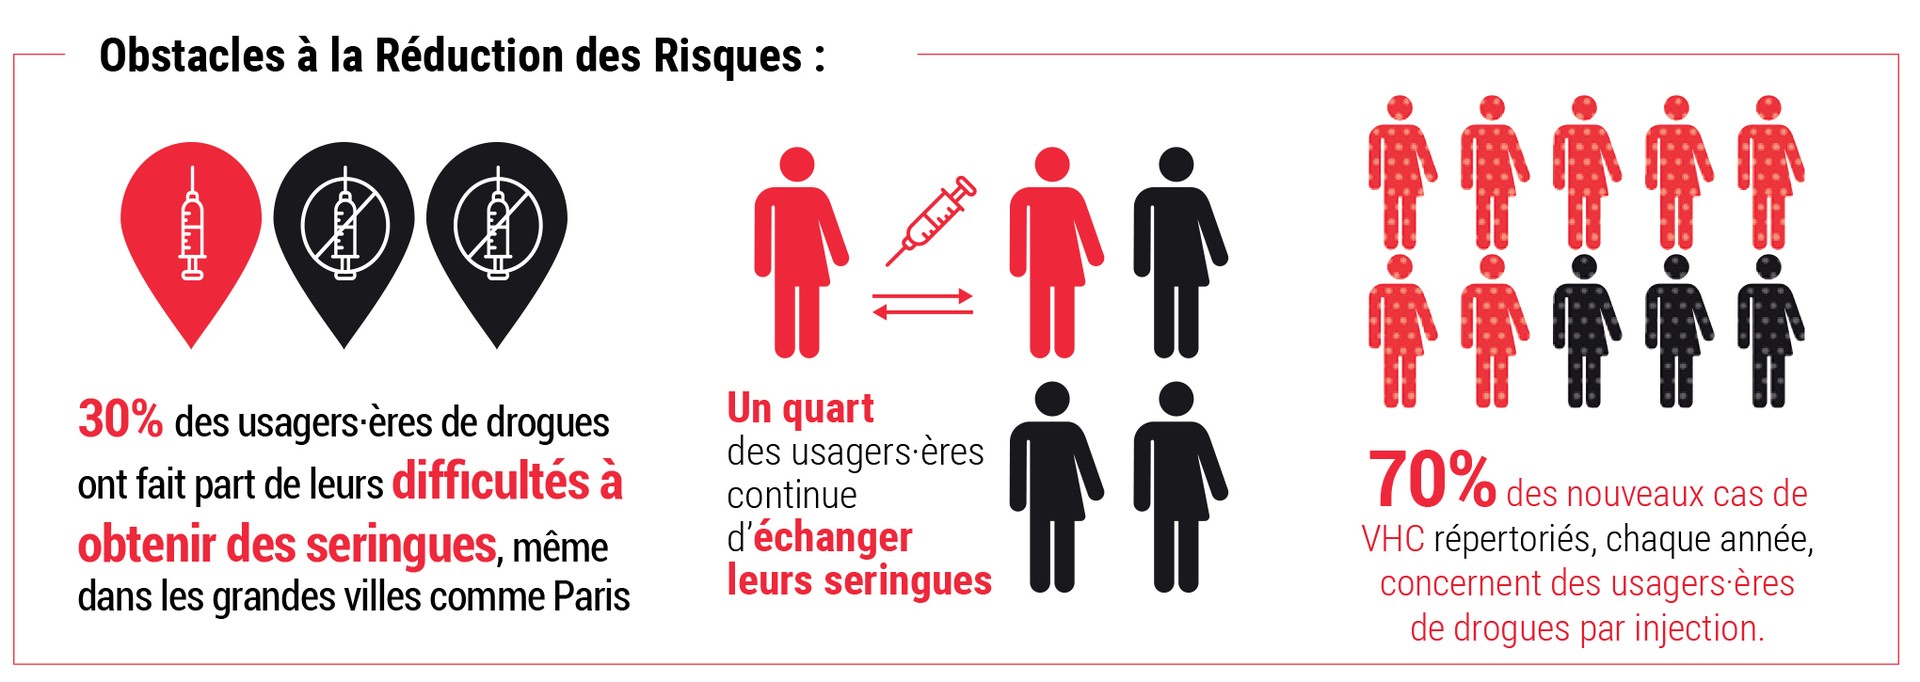 Obstacles à la Réduction des Risques :
30% des usagers·ères de drogues
ont fait part de leurs difficultés à
obtenir des seringues, même
dans les grandes villes comme Paris
Un quart
des usagers·ères
continue
d’échanger
leurs seringues
70% des nouveaux cas de
VHC répertoriés, chaque année,
concernent des usagers·ères
de drogues par injection.